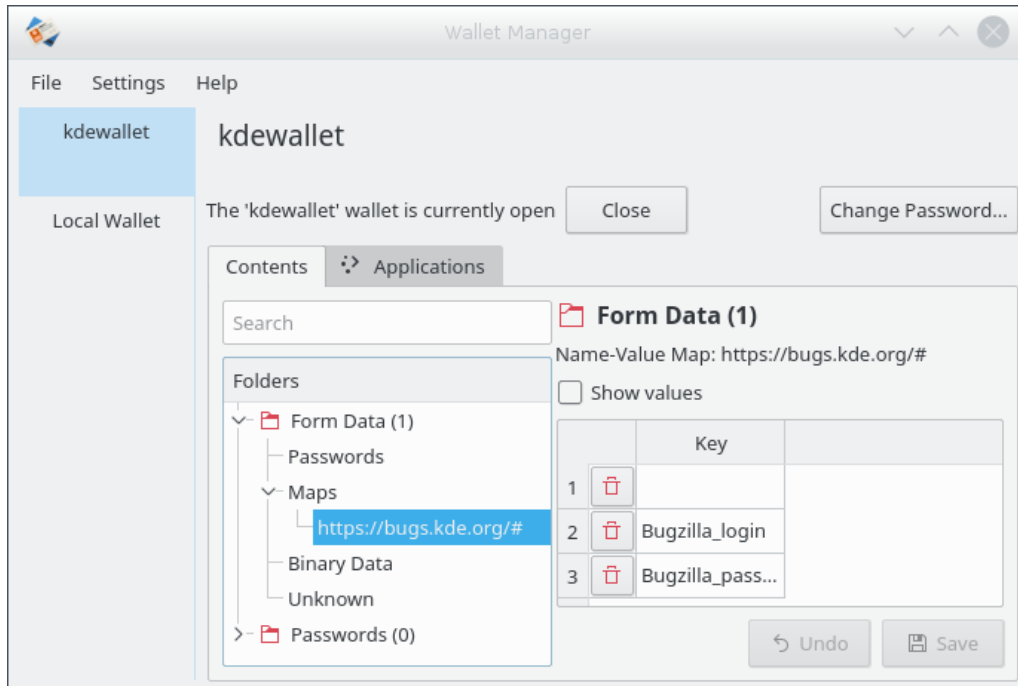 Wallet Manager
File Settings Help
kdewallet
Local Wallet
kdewallet
The 'kdewallet' wallet is currently open Close Change Password...
Contents Applications
Search
Folders
Form Data (1)
Passwords
Maps
https://bugs.kde.org/#
Binary Data
Unknown
Passwords (0)
Form Data (1)
Name-Value Map: https://bugs.kde.org/#
Show values
Key
1
2 Bugzilla_login
3 Bugzilla_pass...
Undo Save